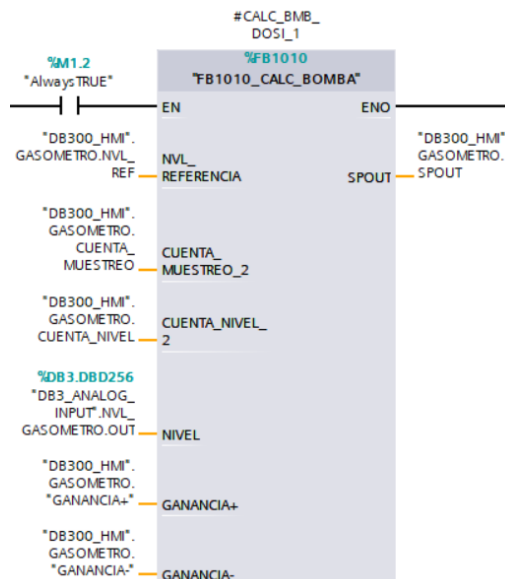 #CALC_BMB_
DOSI_1
%M1.2
"AlwaysTRUE"
%FB1010
"FB1010_CALC_BOMBA"
EN
ENO
"DB300_HMI".
GASOMETRO.NVL_
REF
NVL_
REFERENCIA
SPOUT
"DB300_HMI"
GASOMETRO.
SPOUT
"DB300_HMI".
GASOMETRO.
CUENTA_
MUESTREO
CUENTA_
MUESTREO_2
"DB300_HMI".
GASOMETRO.
CUENTA_NIVEL
CUENTA_NIVEL_
2
%DB3.DBD256
"DB3_ANALOG_
INPUT".NVL_
GASOMETRO.OUT
NIVEL
"DB300_HMI".
GASOMETRO.
"GANANCIA+"
GANANCIA+
"DB300_HMI".
GASOMETRO.
"GANANCIA-"
GANANCIA-